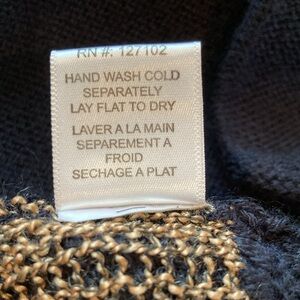 RN #: 127102
HAND WASH COLD
SEPARATELY
LAY FLAT TO DRY
LAVER A LA MAIN
SEPAREMENT A
FROID
SECHAGE A PLAT